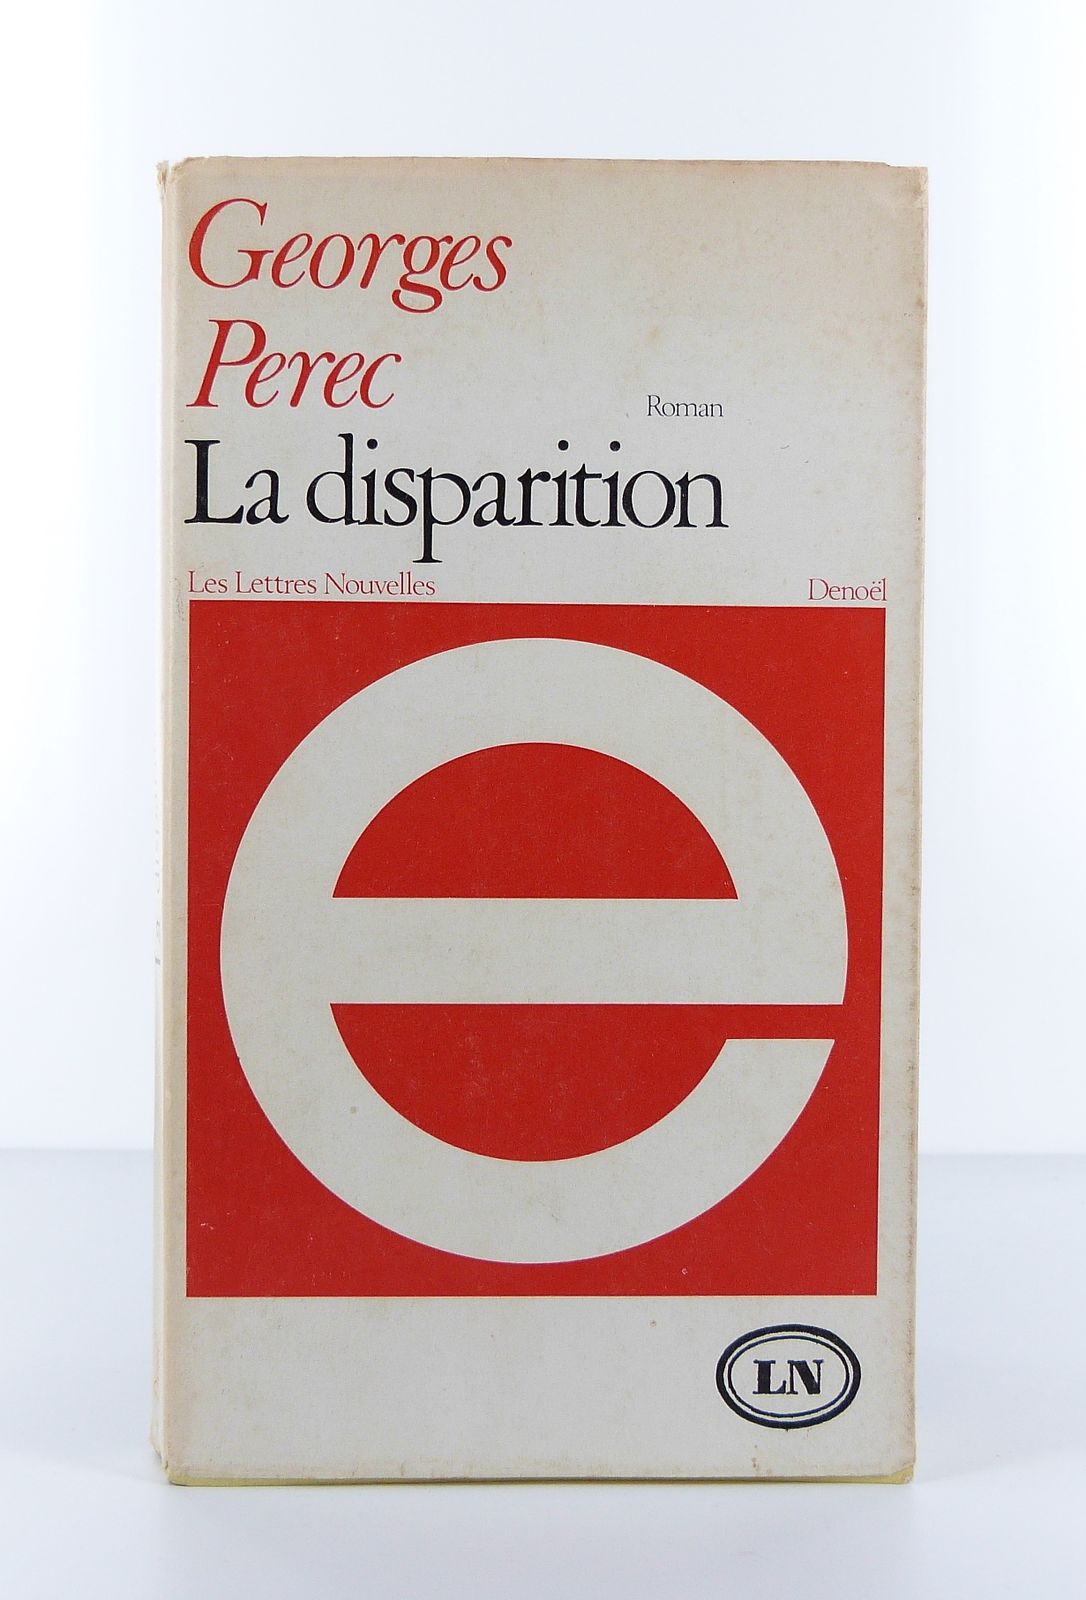 Georges
Perec
Roman
La disparition
Les Lettres Nouvelles Denoël
e
LN